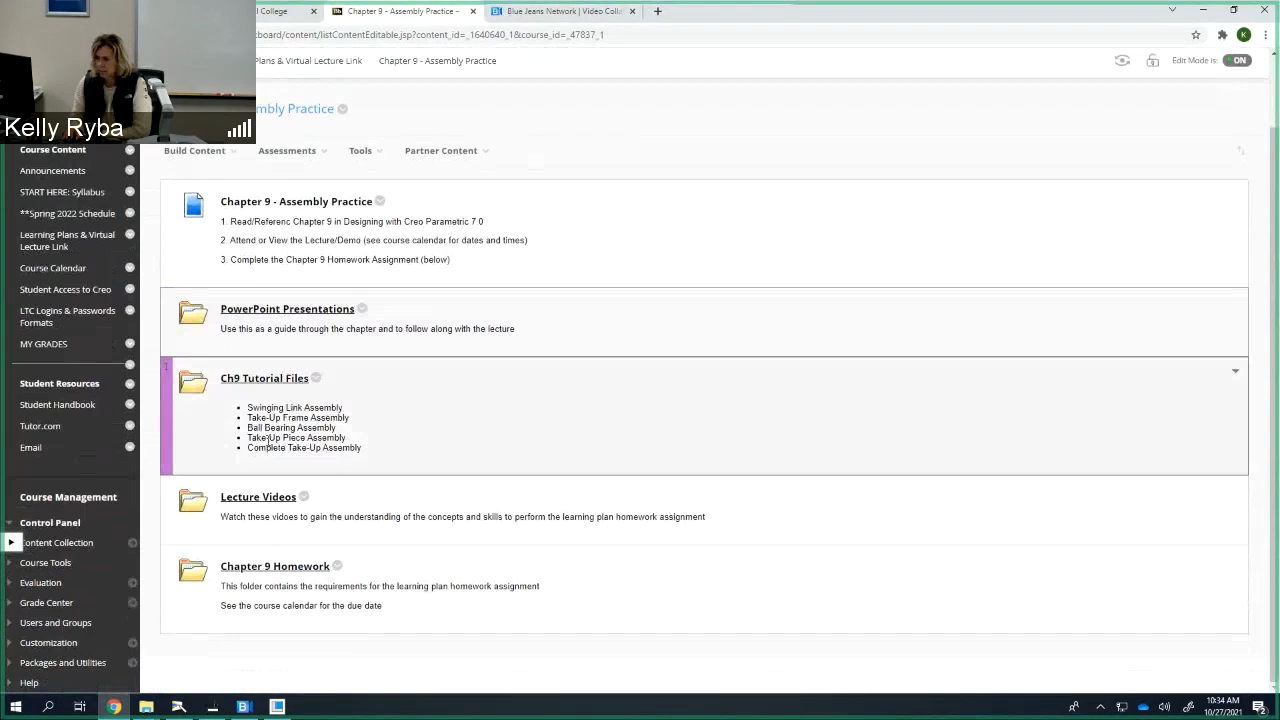 l College
Assembly Practice –
Blue Jeans Network | Video Colla
board/content/listContentEditable.jsp?content_id=_1640640_1&course_id=_47837_1
K
Plans & Virtual Lecture Link
Chapter 9 - Assembly Practice
Edit Mode is:
ON
Kelly Ryba
mbly Practice
Build Content
Assessments
Tools
Partner Content
Course Content
Announcements
START HERE: Syllabus
**Spring 2022 Schedule
Learning Plans & Virtual
Lecture Link
Course Calendar
Student Access to Creo
LTC Logins & Passwords
Formats
MY GRADES
Student Resources
Student Handbook
Tutor.com
Email
Course Management
Control Panel
Content Collection
Course Tools
Evaluation
Grade Center
Users and Groups
Customization
Packages and Utilities
Help
Chapter 9 - Assembly Practice
1. Read/Referenc Chapter 9 in Designing with Creo Parametric 7 0
2. Attend or View the Lecture/Demo (see course calendar for dates and times)
3. Complete the Chapter 9 Homework Assignment (below)
PowerPoint Presentations
Use this as a guide through the chapter and to follow along with the lecture
Ch9 Tutorial Files
• Swinging Link Assembly
• Take-Up Frame Assembly
• Ball Bearing Assembly
• Take-Up Piece Assembly
• Complete Take-Up Assembly
Lecture Videos
Watch these vidoes to gain the understanding of the concepts and skills to perform the learning plan homework assignment
Chapter 9 Homework
This folder contains the requirements for the learning plan homework assignment
See the course calendar for the due date
10:34 AM
10/27/2021